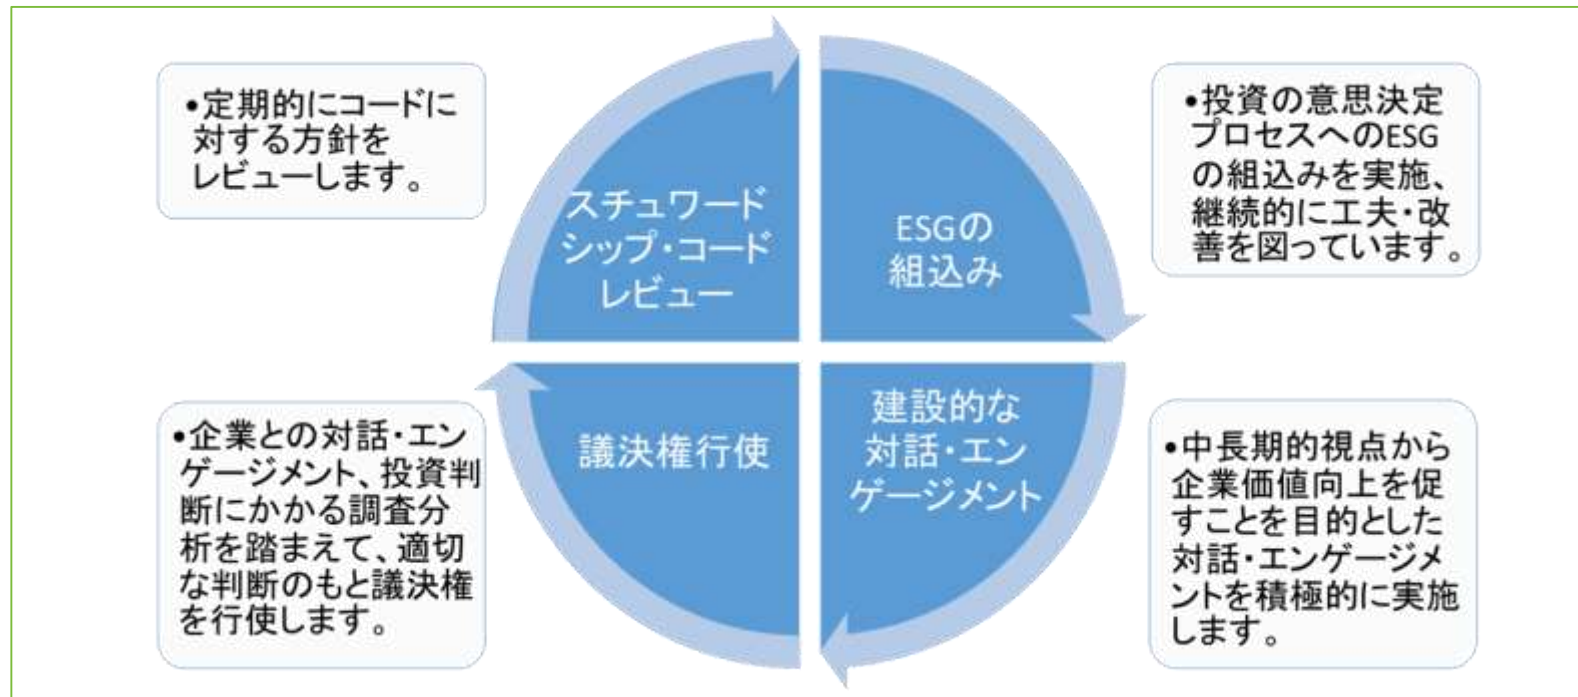 •定期的にコードに
対する方針を
レビューします。
スチュワード
シップ・コード
レビュー
ESGの
組込み
•投資の意思決定
プロセスへのESG
の組込みを実施、
継続的に工夫・改
善を図っています。
•企業との対話・エン
ゲージメント、投資判
断にかかる調査分
析を踏まえて、適切
な判断のもと議決権
を行使します。
議決権行使
建設的な
対話・エン
ゲージメント
•中長期的視点から
企業価値向上を促
すことを目的とした
対話・エンゲージメ
ントを積極的に実施
します。